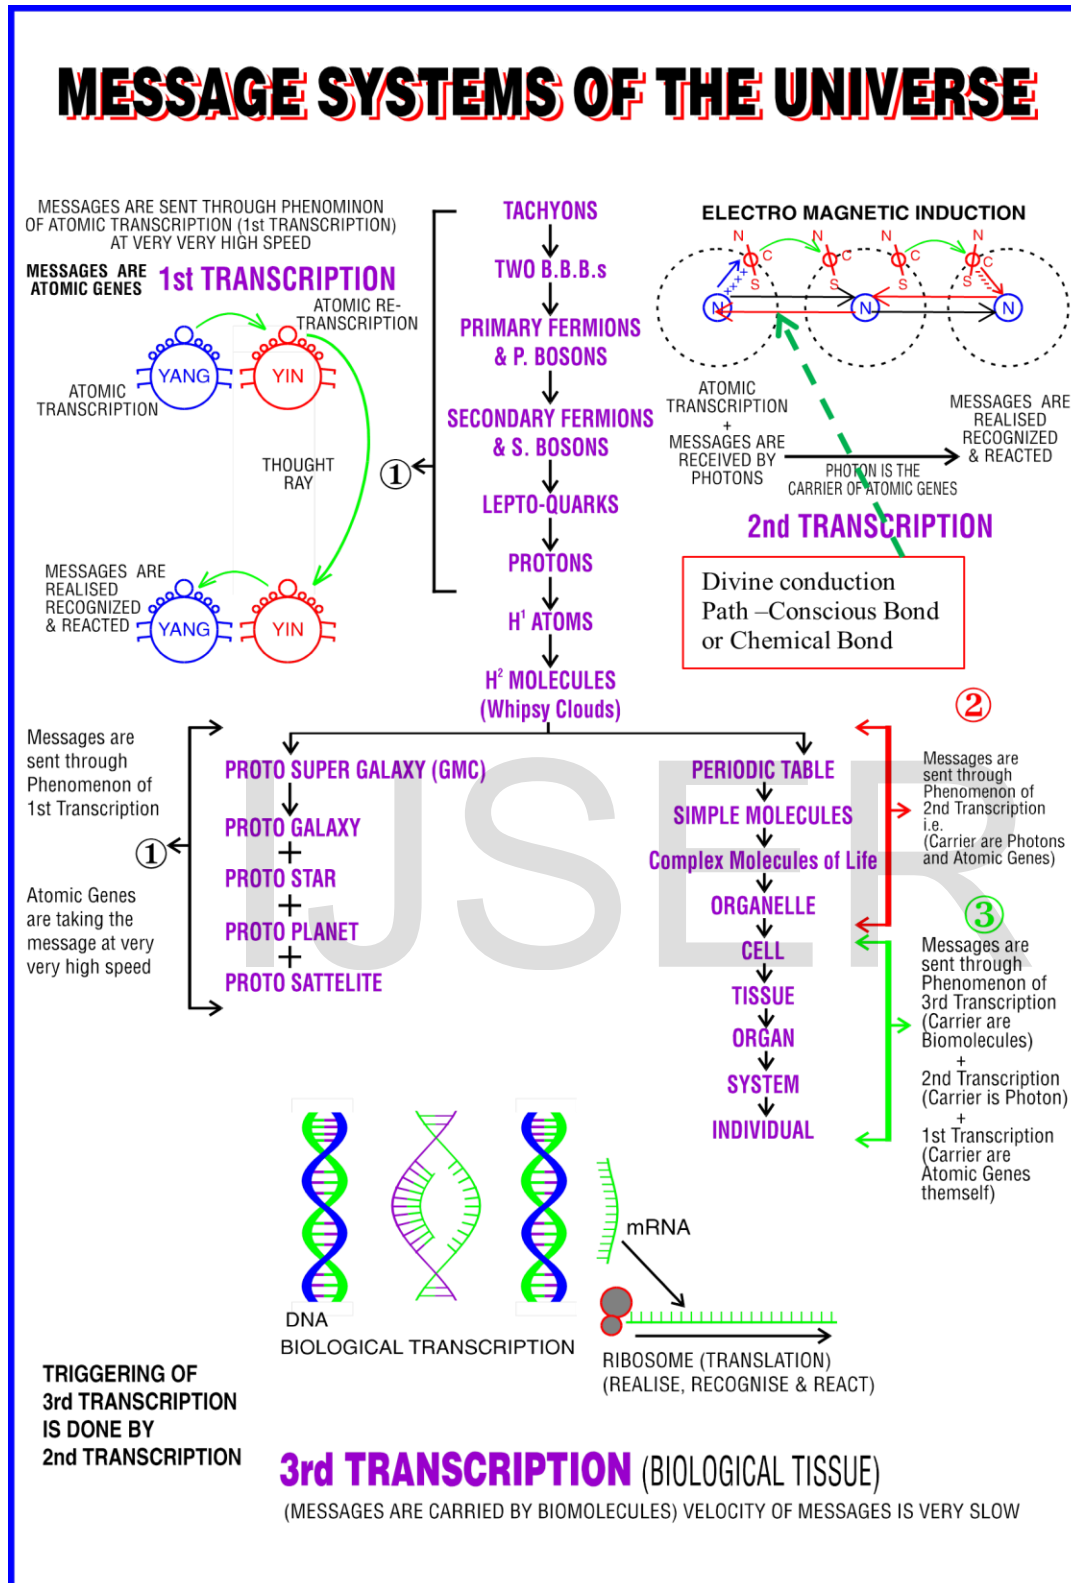 MESSAGE SYSTEMS OF THE UNIVERSE
MESSAGES ARE SENT THROUGH PHENOMINON
OF ATOMIC TRANSCRIPTION (1st TRANSCRIPTION)
AT VERY VERY HIGH SPEED
MESSAGES ARE
ATOMIC GENES
1st TRANSCRIPTION
ATOMIC RE-
TRANSCRIPTION
YANG
YIN
ATOMIC
TRANSCRIPTION
THOUGHT
RAY
MESSAGES ARE
REALISED
RECOGNIZED
& REACTED
YANG
YIN
1
TACHYONS
TWO B.B.B.s
PRIMARY FERMIONS
& P. BOSONS
SECONDARY FERMIONS
& S. BOSONS
LEPTO-QUARKS
PROTONS
H¹ ATOMS
H² MOLECULES
(Whipsy Clouds)
ELECTRO MAGNETIC INDUCTION
N N N
C C C C
S S S S
N N N
ATOMIC
TRANSCRIPTION
+
MESSAGES ARE
RECEIVED BY
PHOTONS
PHOTON IS THE
CARRIER OF ATOMIC GENES
MESSAGES ARE
REALISED
RECOGNIZED
& REACTED
2nd TRANSCRIPTION
Divine conduction
Path –Conscious Bond
or Chemical Bond
Messages are
sent through
Phenomenon of
1st Transcription
1
Atomic Genes
are taking the
message at very
very high speed
PROTO SUPER GALAXY (GMC)
PROTO GALAXY
+
PROTO STAR
+
PROTO PLANET
+
PROTO SATTELITE
PERIODIC TABLE
SIMPLE MOLECULES
Complex Molecules of Life
ORGANELLE
CELL
TISSUE
ORGAN
SYSTEM
INDIVIDUAL
2
Messages are
sent through
Phenomenon of
2nd Transcription
i.e.
(Carrier are Photons
and Atomic Genes)
3
Messages are
sent through
Phenomenon of
3rd Transcription
(Carrier are
Biomolecules)
+
2nd Transcription
(Carrier is Photon)
+
1st Transcription
(Carrier are
Atomic Genes
themself)
IJSER
DNA
BIOLOGICAL TRANSCRIPTION
mRNA
RIBOSOME (TRANSLATION)
(REALISE, RECOGNISE & REACT)
TRIGGERING OF
3rd TRANSCRIPTION
IS DONE BY
2nd TRANSCRIPTION
3rd TRANSCRIPTION (BIOLOGICAL TISSUE)
(MESSAGES ARE CARRIED BY BIOMOLECULES) VELOCITY OF MESSAGES IS VERY SLOW